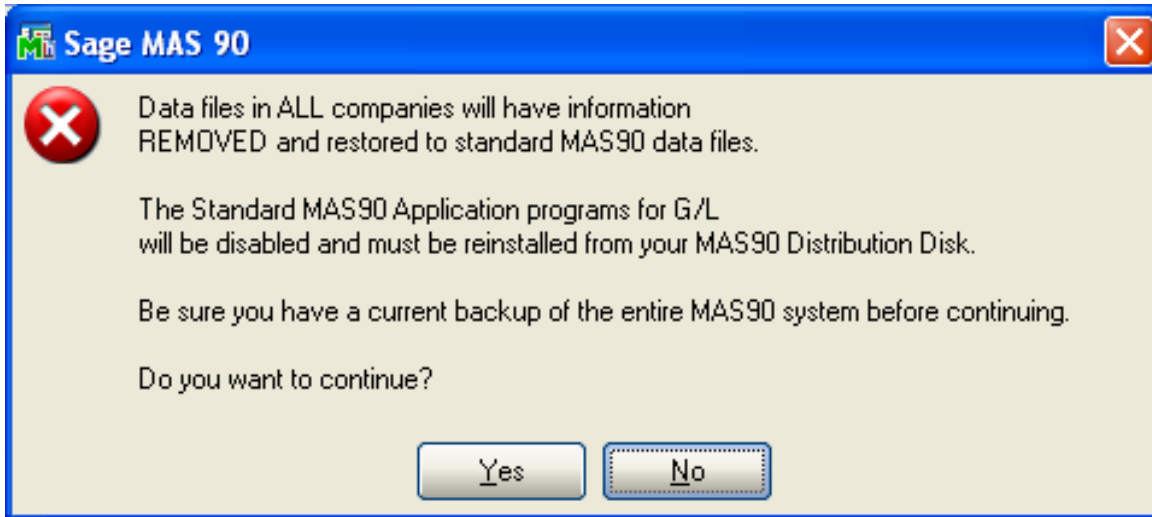 Sage MAS 90
Data files in ALL companies will have information
REMOVED and restored to standard MAS90 data files.
The Standard MAS90 Application programs for G/L
will be disabled and must be reinstalled from your MAS90 Distribution Disk.
Be sure you have a current backup of the entire MAS90 system before continuing.
Do you want to continue?
Yes No